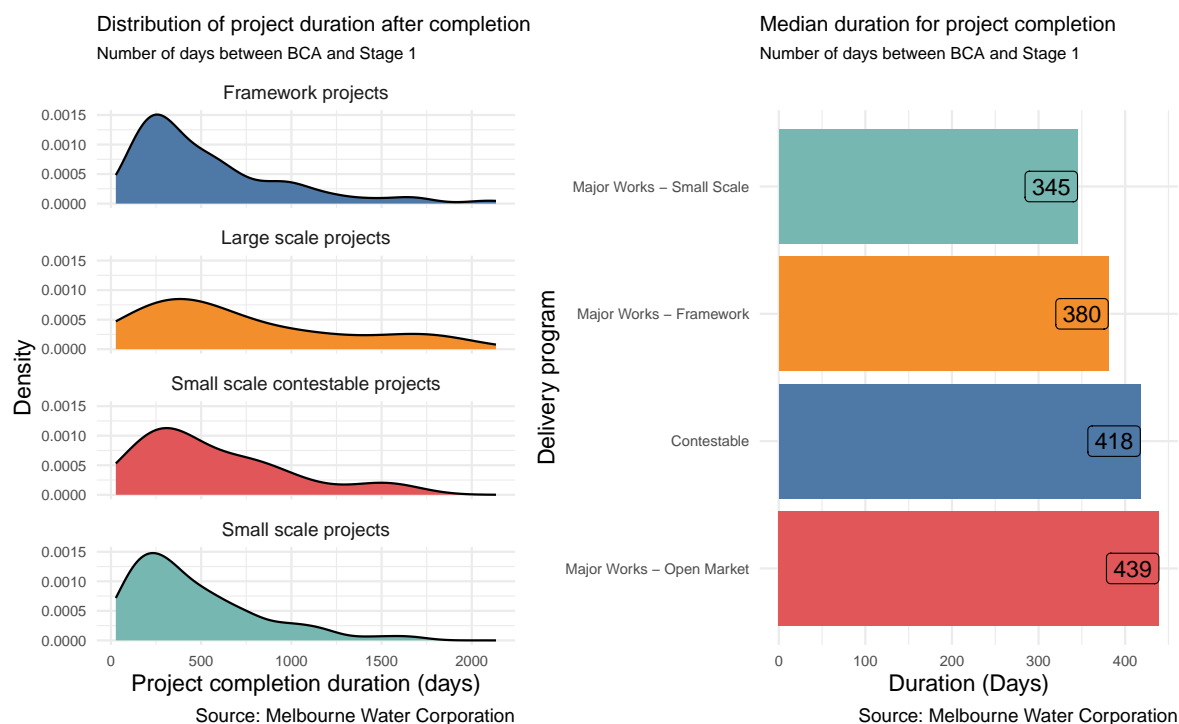 Distribution of project duration after completion
Number of days between BCA and Stage 1
Framework projects
0.0015
0.0010
0.0005
0.0000
Large scale projects
0.0015
0.0010
0.0005
0.0000
Small scale contestable projects
0.0015
0.0010
0.0005
0.0000
Small scale projects
0.0015
0.0010
0.0005
0.0000
Density
0 500 1000 1500 2000
Project completion duration (days)
Source: Melbourne Water Corporation
Median duration for project completion
Number of days between BCA and Stage 1
Delivery program
Major Works − Small Scale 345
Major Works − Framework 380
Contestable 418
Major Works − Open Market 439
0 100 200 300 400
Duration (Days)
Source: Melbourne Water Corporation